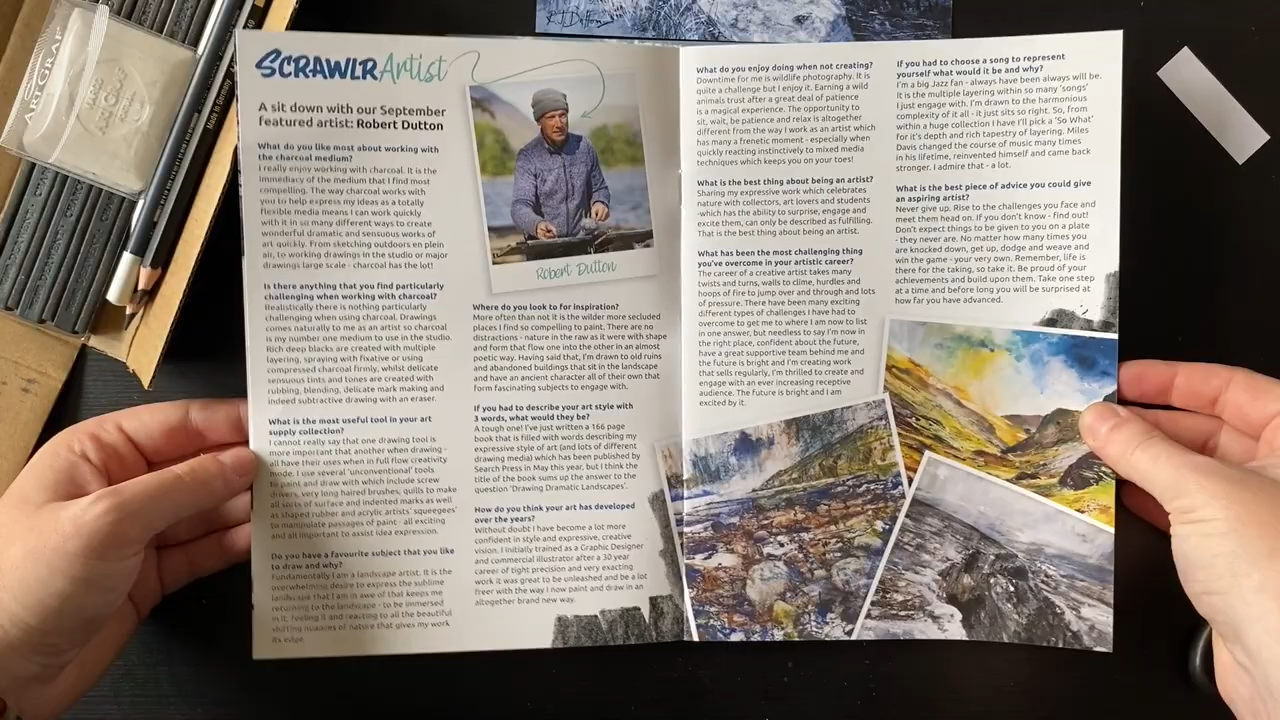 R.J. Dutton
ART GRAF
ART GRAF
Made in Germany
SCRAWLR Artist
A sit down with our September
featured artist: Robert Dutton
What do you like most about working with
the charcoal medium?
I really enjoy working with charcoal. It is the
immediacy of the medium that I find most
compelling. The way charcoal works with
you to help express my ideas as a totally
flexible media means I can work quickly
with it in so many different ways to create
wonderful dramatic and sensuous works of
art quickly. From sketching outdoors en plein
air, to working drawings in the studio or major
drawings large scale - charcoal has the lot!
Is there anything that you find particularly
challenging when working with charcoal?
Realistically there is nothing particularly
challenging when using charcoal. Drawings
comes naturally to me as an artist so charcoal
is my number one medium to use in the studio.
Rich deep blacks are created with multiple
layering, spraying with fixative or using
compressed charcoal firmly, whilst delicate
sensuous tints and tones are created with
rubbing, blending, delicate mark making and
indeed subtractive drawing with an eraser.
What is the most useful tool in your art
supply collection?
I cannot really say that one drawing tool is
more important that another when drawing -
all have their uses when in full flow creativity
mode. I use several 'unconventional' tools
to paint and draw with which include screw
drivers, very long haired brushes, quills to make
all sorts of surface and indented marks as well
as shaped rubber and acrylic artists' squeegees'
to manipulate passages of paint - all exciting
and all important to assist idea expression.
Do you have a favourite subject that you like
to draw and why?
Fundamentally I am a landscape artist. It is the
overwhelming desire to express the sublime
landscape that I am in awe of that keeps me
returning to the landscape - to be immersed
in it, feeling it and reacting to all the beautiful
shifting nuances of nature that gives my work
its edge.
Robert Dutton
Where do you look to for inspiration?
More often than not it is the wilder more secluded
places I find so compelling to paint. There are no
distractions - nature in the raw as it were with shape
and form that flow one into the other in an almost
poetic way. Having said that, I'm drawn to old ruins
and abandoned buildings that sit in the landscape
and have an ancient character all of their own that
form fascinating subjects to engage with.
If you had to describe your art style with
3 words, what would they be?
A tough one! I've just written a 166 page
book that is filled with words describing my
expressive style of art (and lots of different
drawing media) which has been published by
Search Press in May this year, but I think the
title of the book sums up the answer to the
question 'Drawing Dramatic Landscapes'.
How do you think your art has developed
over the years?
Without doubt I have become a lot more
confident in style and expressive, creative
vision. I initially trained as a Graphic Designer
and commercial illustrator after a 30 year
career of tight precision and very exacting
work it was great to be unleashed and be a lot
freer with the way I now paint and draw in an
altogether brand new way.
What do you enjoy doing when not creating?
Downtime for me is wildlife photography. It is
quite a challenge but I enjoy it. Earning a wild
animals trust after a great deal of patience
is a magical experience. The opportunity to
sit, wait, be patience and relax is altogether
different from the way I work as an artist which
has many a frenetic moment - especially when
quickly reacting instinctively to mixed media
techniques which keeps you on your toes!
What is the best thing about being an artist?
Sharing my expressive work which celebrates
nature with collectors, art lovers and students
-which has the ability to surprise, engage and
excite them, can only be described as fulfilling.
That is the best thing about being an artist.
What has been the most challenging thing
you've overcome in your artistic career?
The career of a creative artist takes many
twists and turns, walls to clime, hurdles and
hoops of fire to jump over and through and lots
of pressure. There have been many exciting
different types of challenges I have had to
overcome to get me to where I am now to list
in one answer, but needless to say I'm now in
the right place, confident about the future,
have a great supportive team behind me and
the future is bright and I'm creating work
that sells regularly, I'm thrilled to create and
engage with an ever increasing receptive
audience. The future is bright and I am
excited by it.
If you had to choose a song to represent
yourself what would it be and why?
I'm a big Jazz fan - always have been always will be.
It is the multiple layering within so many 'songs'
I just engage with. I'm drawn to the harmonious
complexity of it all - it just sits so right. So, from
within a huge collection I have I'll pick a 'So What'
for it's depth and rich tapestry of layering. Miles
Davis changed the course of music many times
in his lifetime, reinvented himself and came back
stronger. I admire that - a lot.
What is the best piece of advice you could give
an aspiring artist?
Never give up. Rise to the challenges you face and
meet them head on. If you don't know - find out!
Don't expect things to be given to you on a plate
- they never are. No matter how many times you
are knocked down, get up, dodge and weave and
win the game - your very own. Remember, life is
there for the taking, so take it. Be proud of your
achievements and build upon them. Take one step
at a time and before long you will be surprised at
how far you have advanced.